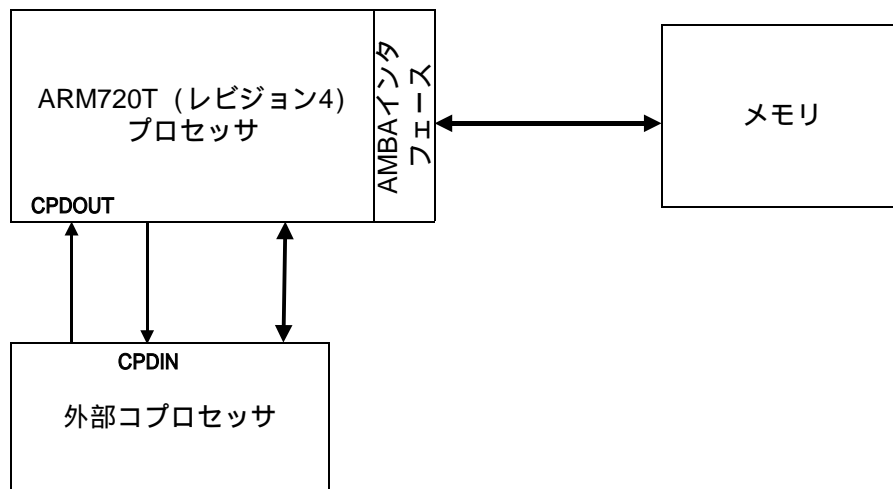 ARM720T (レビジョン4)
プロセッサ
AMBAインタ
フェース
メモリ
CPDOUT
CPDIN
外部コプロセッサ